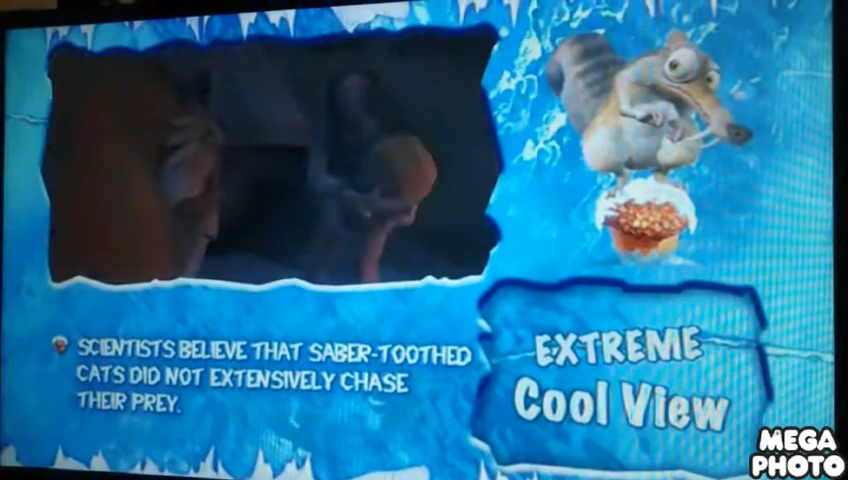 SCIENTISTS BELIEVE THAT SABER-TOOTHED
CATS DID NOT EXTENSIVELY CHASE
THEIR PREY.
EXTREME
Cool View
MEGA
PHOTO